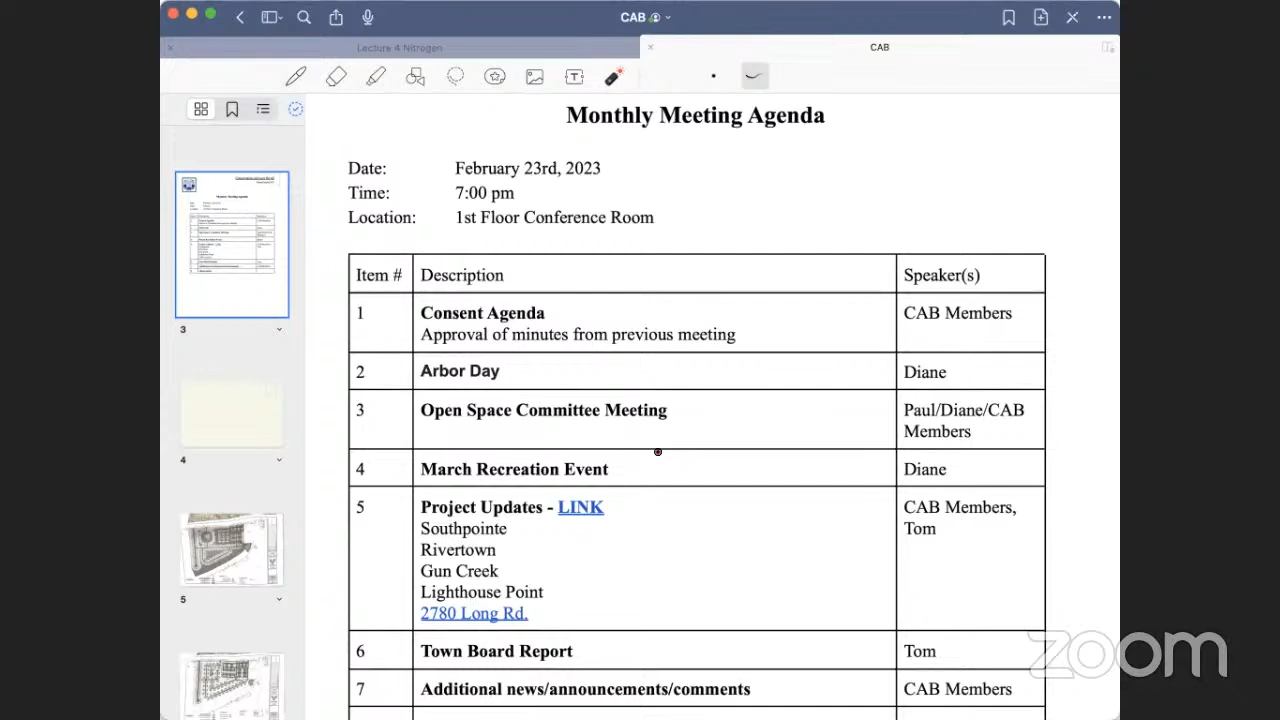 CAB
Lecture 4 Nitrogen
CAB
Monthly Meeting Agenda
Date: February 23rd, 2023
Time: 7:00 pm
Location: 1st Floor Conference Room
Item # Description Speaker(s)
1 Consent Agenda CAB Members
Approval of minutes from previous meeting
2 Arbor Day Diane
3 Open Space Committee Meeting Paul/Diane/CAB
Members
4 March Recreation Event Diane
5 Project Updates - LINK CAB Members,
Southpointe Tom
Rivertown
Gun Creek
Lighthouse Point
2780 Long Rd.
6 Town Board Report Tom
7 Additional news/announcements/comments CAB Members
3
4
5
zoom